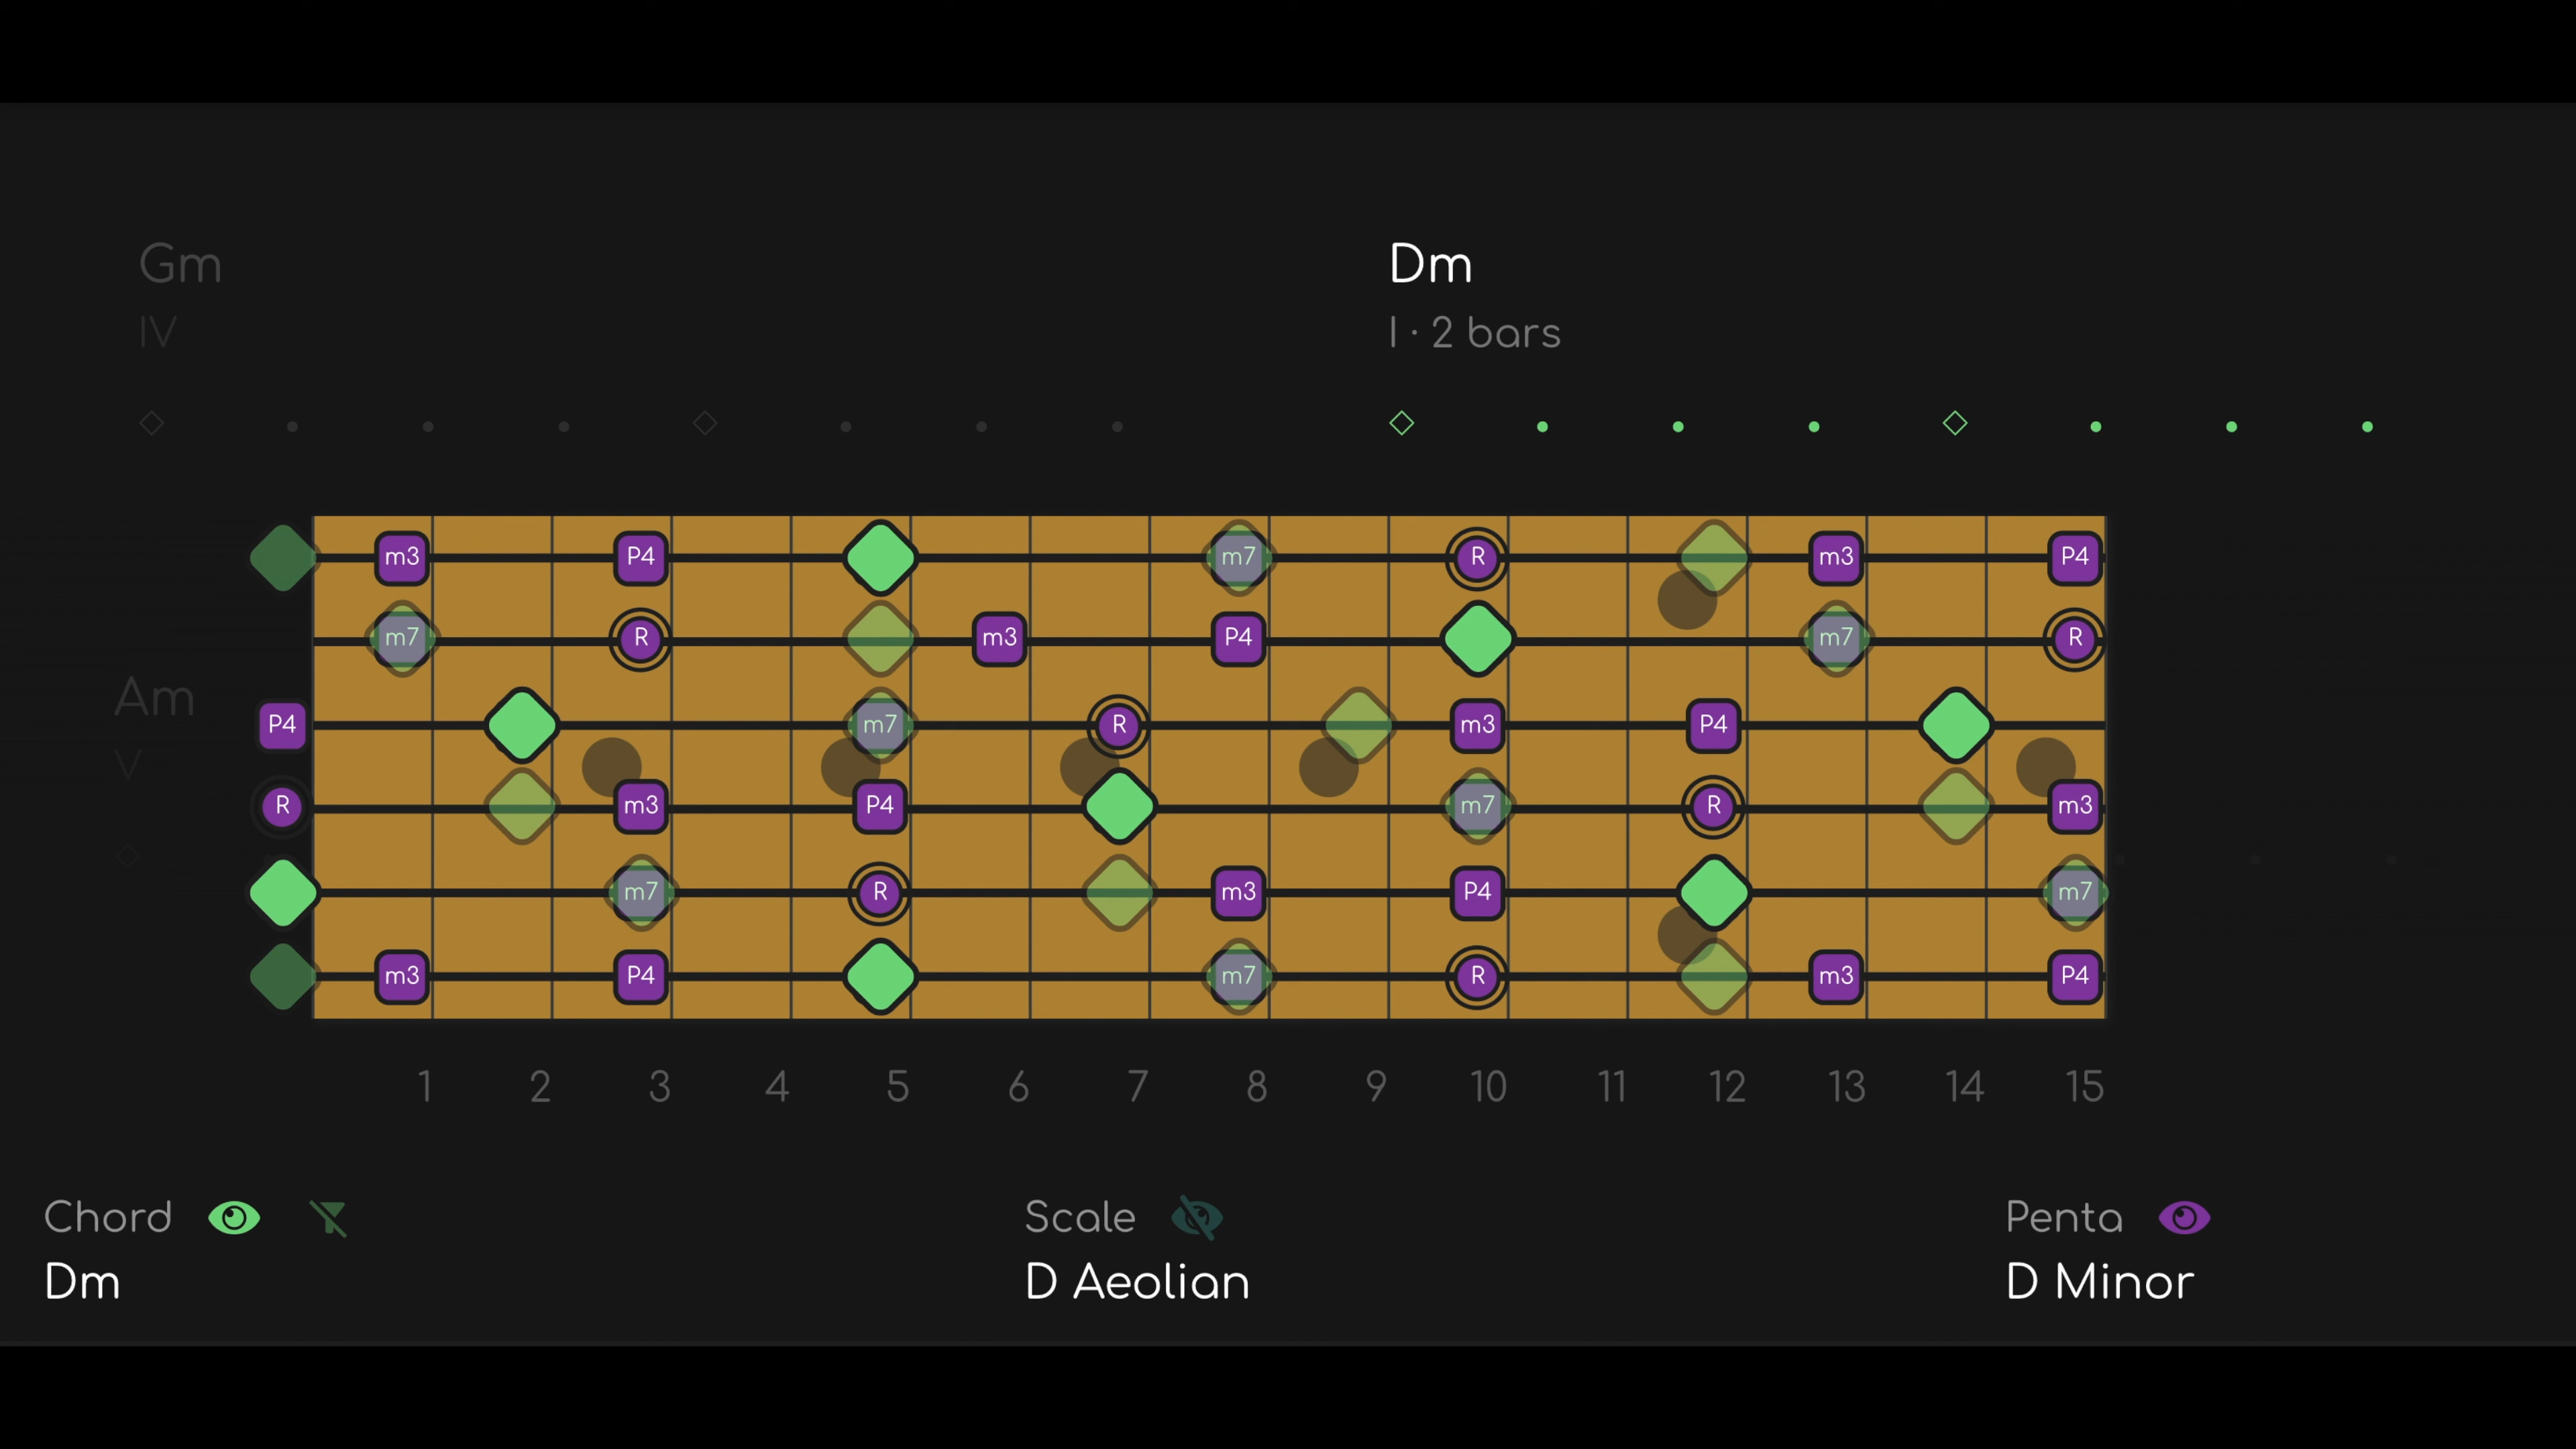 Gm
IV
Dm
I · 2 bars
m3 P4 m7 R m3 P4
m7 R m3 P4 m7 R
Am
V
P4 m7 R m3 P4
R m3 P4 m7 R m3
m7 R m3 P4 m7
m3 P4 m7 R m3 P4
1 2 3 4 5 6 7 8 9 10 11 12 13 14 15
Chord
Dm
Scale
D Aeolian
Penta
D Minor